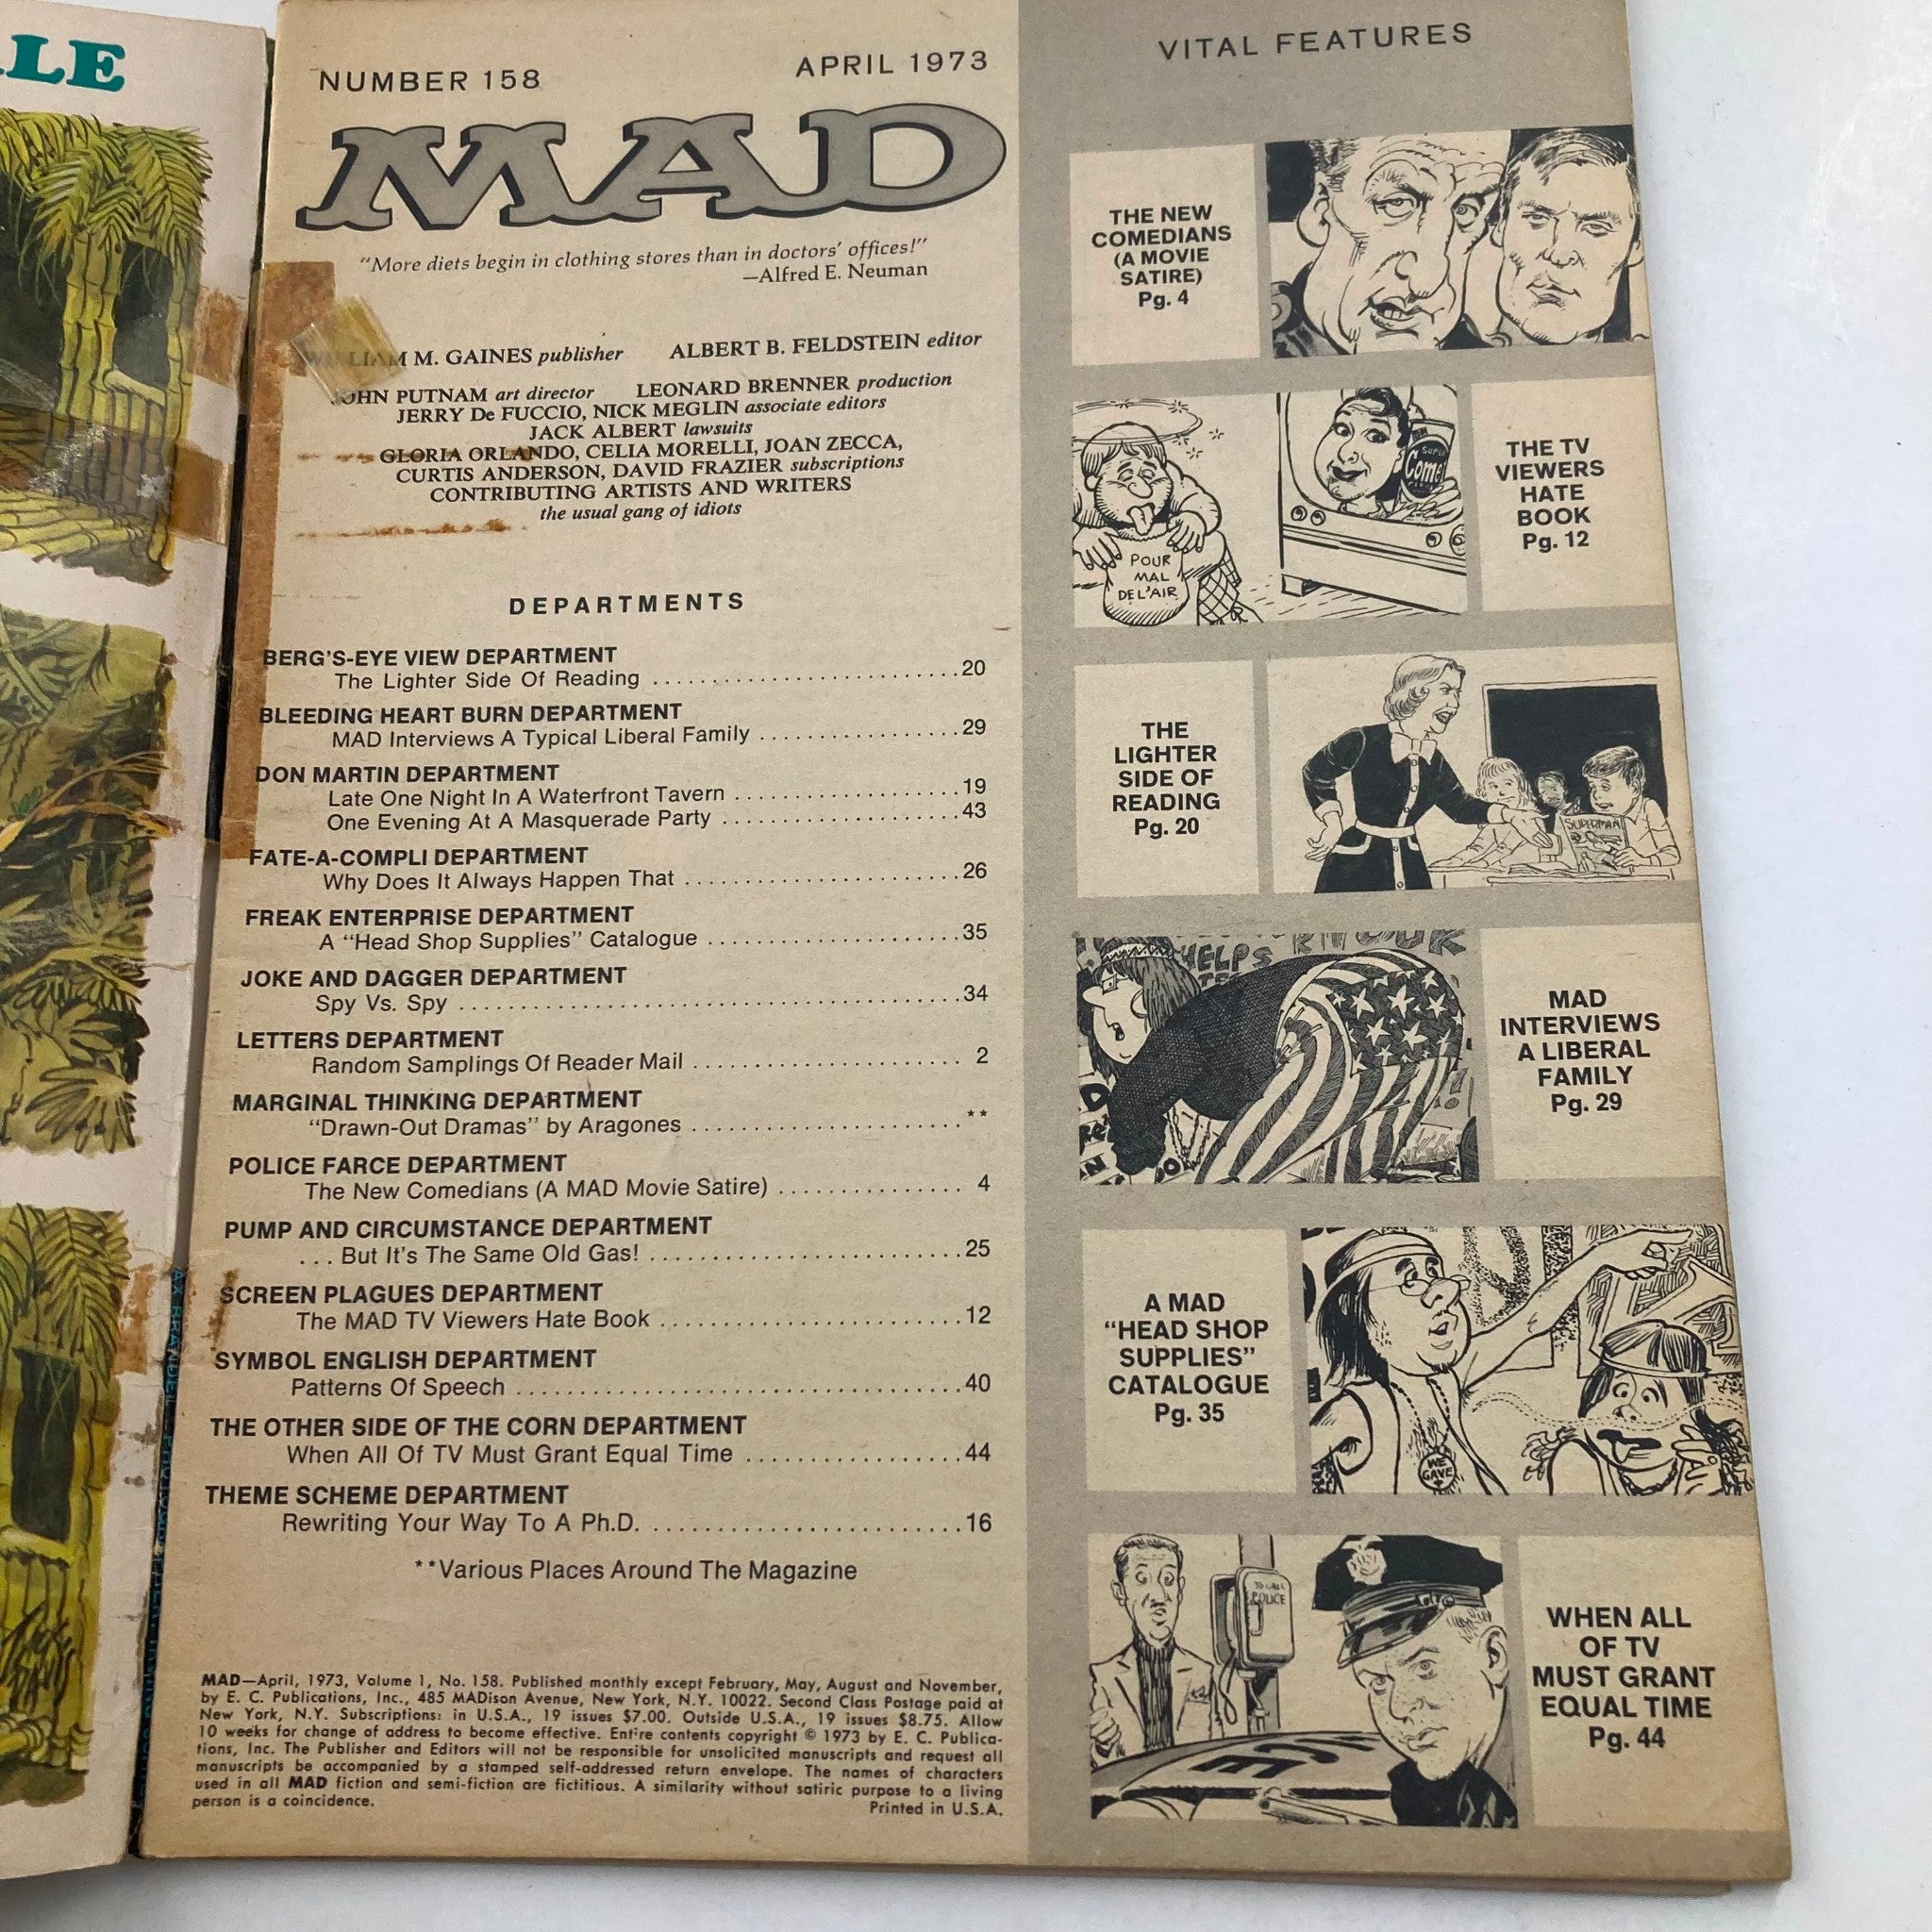 LE
NUMBER 158
APRIL 1973
MAD
“More diets begin in clothing stores than in doctors’ offices!”
—Alfred E. Neuman
WILLIAM M. GAINES publisher ALBERT B. FELDSTEIN editor
JOHN PUTNAM art director LEONARD BRENNER production
JERRY De FUCCIO, NICK MEGLIN associate editors
JACK ALBERT lawsuits
GLORIA ORLANDO, CELIA MORELLI, JOAN ZECCA,
CURTIS ANDERSON, DAVID FRAZIER subscriptions
CONTRIBUTING ARTISTS AND WRITERS
the usual gang of idiots
DEPARTMENTS
BERG’S-EYE VIEW DEPARTMENT
The Lighter Side Of Reading ........................... 20
BLEEDING HEART BURN DEPARTMENT
MAD Interviews A Typical Liberal Family ................. 29
DON MARTIN DEPARTMENT
Late One Night In A Waterfront Tavern ................... 19
One Evening At A Masquerade Party .................... 43
FATE-A-COMPLI DEPARTMENT
Why Does It Always Happen That ....................... 26
FREAK ENTERPRISE DEPARTMENT
A “Head Shop Supplies” Catalogue ..................... 35
JOKE AND DAGGER DEPARTMENT
Spy Vs. Spy .......................................... 34
LETTERS DEPARTMENT
Random Samplings Of Reader Mail ...................... 2
MARGINAL THINKING DEPARTMENT
“Drawn-Out Dramas” by Aragones ...................... **
POLICE FARCE DEPARTMENT
The New Comedians (A MAD Movie Satire) ............... 4
PUMP AND CIRCUMSTANCE DEPARTMENT
... But It’s The Same Old Gas! .......................... 25
SCREEN PLAGUES DEPARTMENT
The MAD TV Viewers Hate Book ......................... 12
SYMBOL ENGLISH DEPARTMENT
Patterns Of Speech .................................... 40
THE OTHER SIDE OF THE CORN DEPARTMENT
When All Of TV Must Grant Equal Time .................. 44
THEME SCHEME DEPARTMENT
Rewriting Your Way To A Ph.D. ......................... 16
**Various Places Around The Magazine
MAD—April, 1973, Volume 1, No. 158. Published monthly except February, May, August and November,
by E. C. Publications, Inc., 485 MADison Avenue, New York, N.Y. 10022. Second Class Postage paid at
New York, N.Y. Subscriptions: in U.S.A., 19 issues $7.00. Outside U.S.A., 19 issues $8.75. Allow
10 weeks for change of address to become effective. Entire contents copyright © 1973 by E. C. Publica-
tions, Inc. The Publisher and Editors will not be responsible for unsolicited manuscripts and request all
manuscripts be accompanied by a stamped self-addressed return envelope. The names of characters
used in all MAD fiction and semi-fiction are fictitious. A similarity without satiric purpose to a living
person is a coincidence.
Printed in U.S.A.
VITAL FEATURES
THE NEW
COMEDIANS
(A MOVIE
SATIRE)
Pg. 4
POUR
MAL
DE L’AIR
SUPER
Comet
THE TV
VIEWERS
HATE
BOOK
Pg. 12
THE
LIGHTER
SIDE OF
READING
Pg. 20
SUPERMAN
HELPS
MAD
INTERVIEWS
A LIBERAL
FAMILY
Pg. 29
A MAD
“HEAD SHOP
SUPPLIES”
CATALOGUE
Pg. 35
WE
GAVE
TO CALL
POLICE
WHEN ALL
OF TV
MUST GRANT
EQUAL TIME
Pg. 44